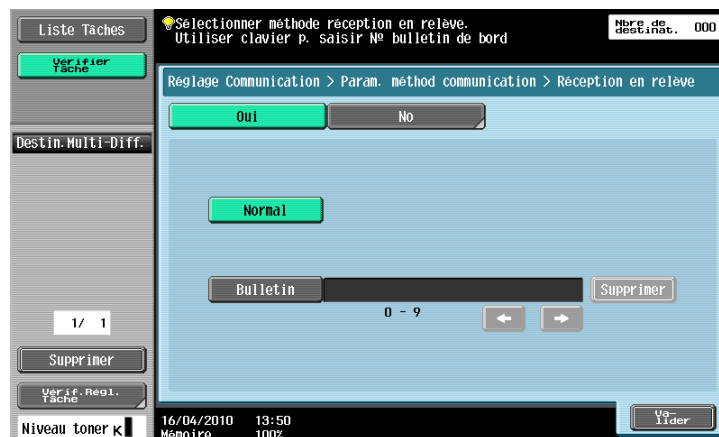 Liste Tâches
Vérifier
Tâche
Destin.Multi-Diff.
1/ 1
Supprimer
Vérif.Régl.
Tâche
Niveau toner K
Sélectionner méthode réception en relève.
Utiliser clavier p. saisir Nº bulletin de bord
Nbre de
destinat. 000
Réglage Communication > Param. méthod communication > Réception en relève
Oui
No
Normal
Bulletin
Supprimer
0 - 9
16/04/2010 13:50
Mémoire 100%
Va-
lider